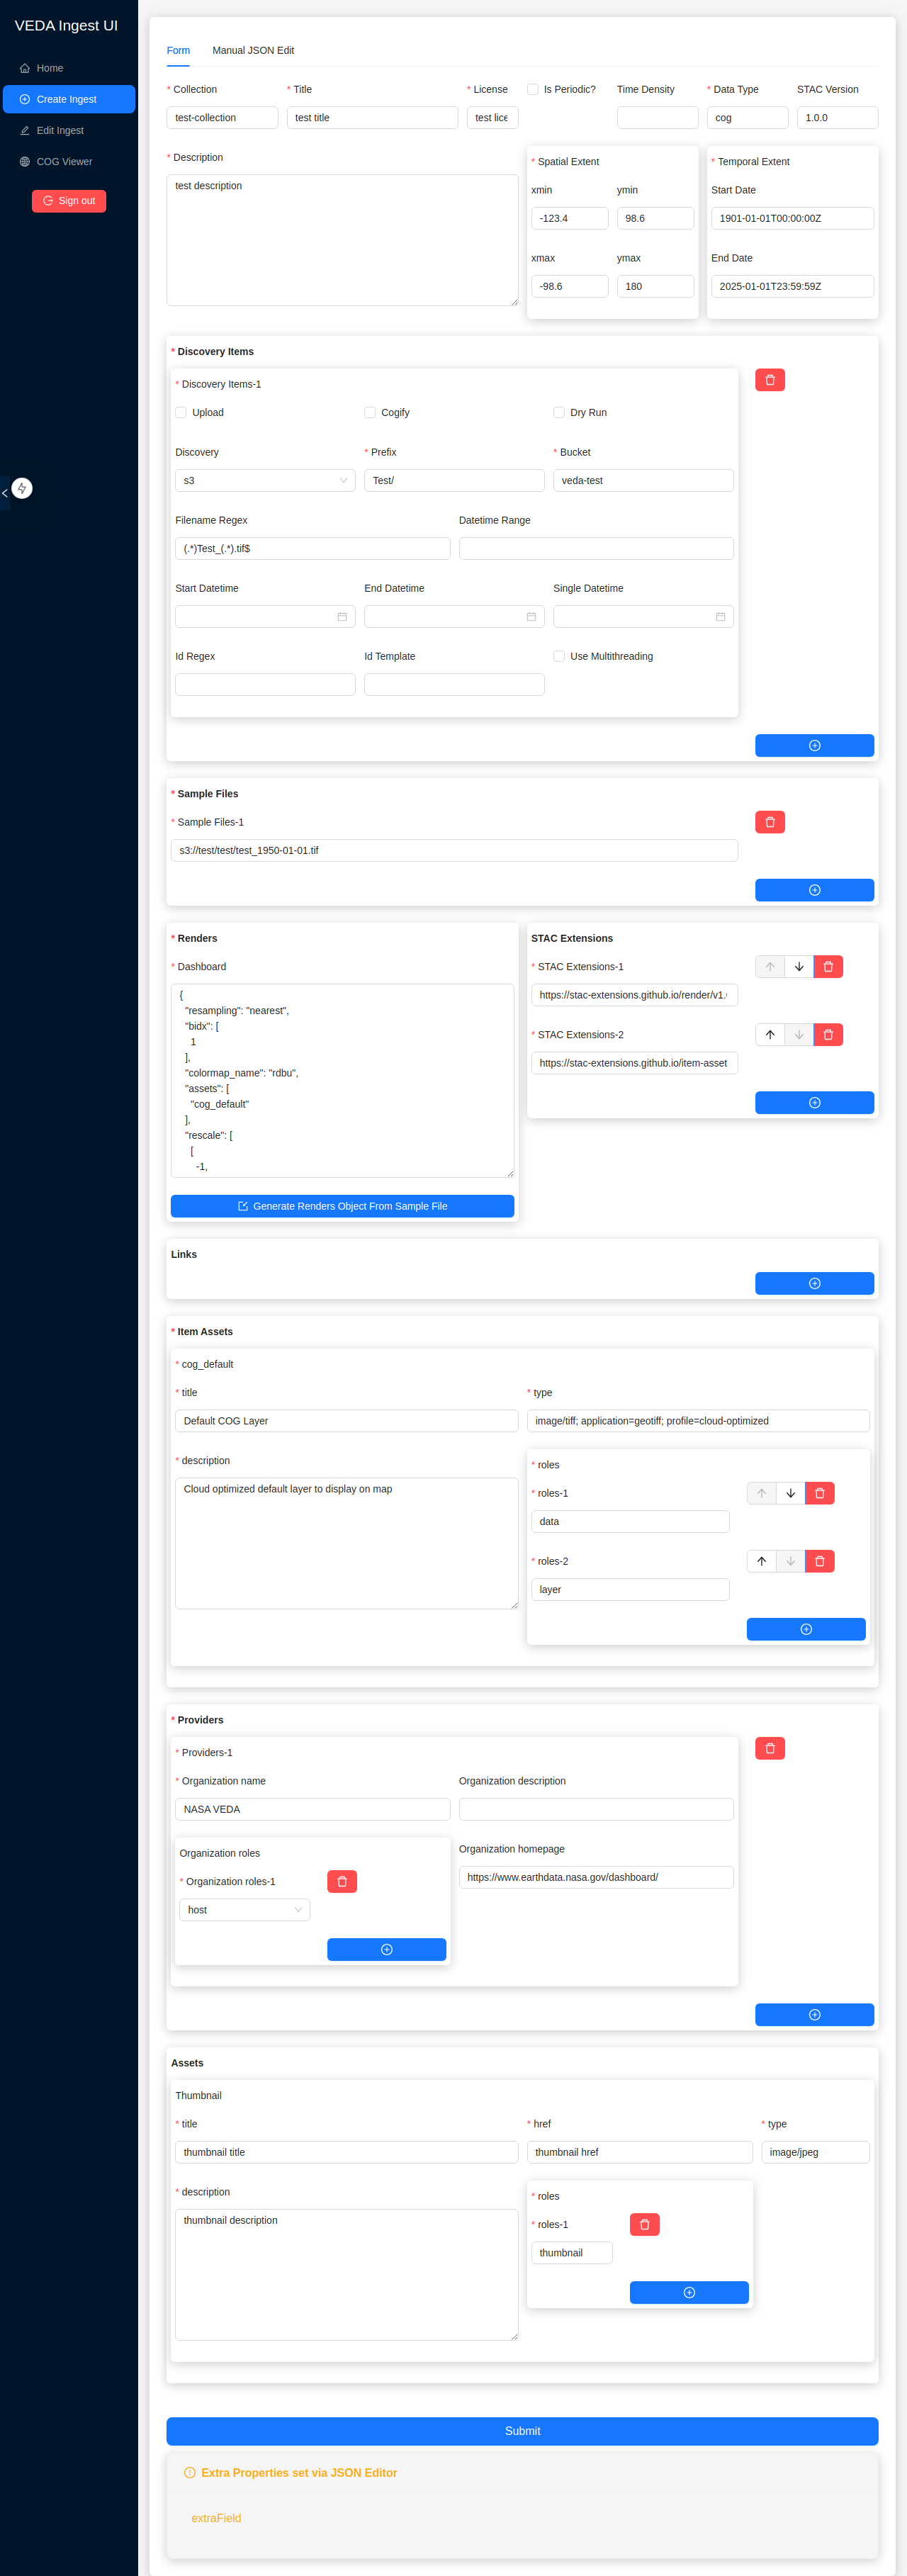 VEDA Ingest UI
Home
Create Ingest
Edit Ingest
COG Viewer
Sign out
Form Manual JSON Edit
* Collection * Title * License Is Periodic? Time Density * Data Type STAC Version
test-collection test title test lice cog 1.0.0
* Description * Spatial Extent * Temporal Extent
test description
xmin ymin Start Date
-123.4 98.6 1901-01-01T00:00:00Z
xmax ymax End Date
-98.6 180 2025-01-01T23:59:59Z
* Discovery Items
* Discovery Items-1
Upload Cogify Dry Run
Discovery * Prefix * Bucket
s3 Test/ veda-test
Filename Regex Datetime Range
(.*)Test_(.*).tif$
Start Datetime End Datetime Single Datetime
Id Regex Id Template Use Multithreading
* Sample Files
* Sample Files-1
s3://test/test/test_1950-01-01.tif
* Renders
* Dashboard
{
"resampling": "nearest",
"bidx": [
1
],
"colormap_name": "rdbu",
"assets": [
"cog_default"
],
"rescale": [
[
-1,
Generate Renders Object From Sample File
STAC Extensions
* STAC Extensions-1
https://stac-extensions.github.io/render/v1.
* STAC Extensions-2
https://stac-extensions.github.io/item-asset
Links
* Item Assets
* cog_default
* title * type
Default COG Layer image/tiff; application=geotiff; profile=cloud-optimized
* description
Cloud optimized default layer to display on map
* roles
* roles-1
data
* roles-2
layer
* Providers
* Providers-1
* Organization name Organization description
NASA VEDA
Organization roles
* Organization roles-1
host
Organization homepage
https://www.earthdata.nasa.gov/dashboard/
Assets
Thumbnail
* title * href * type
thumbnail title thumbnail href image/jpeg
* description
thumbnail description
* roles
* roles-1
thumbnail
Submit
Extra Properties set via JSON Editor
extraField